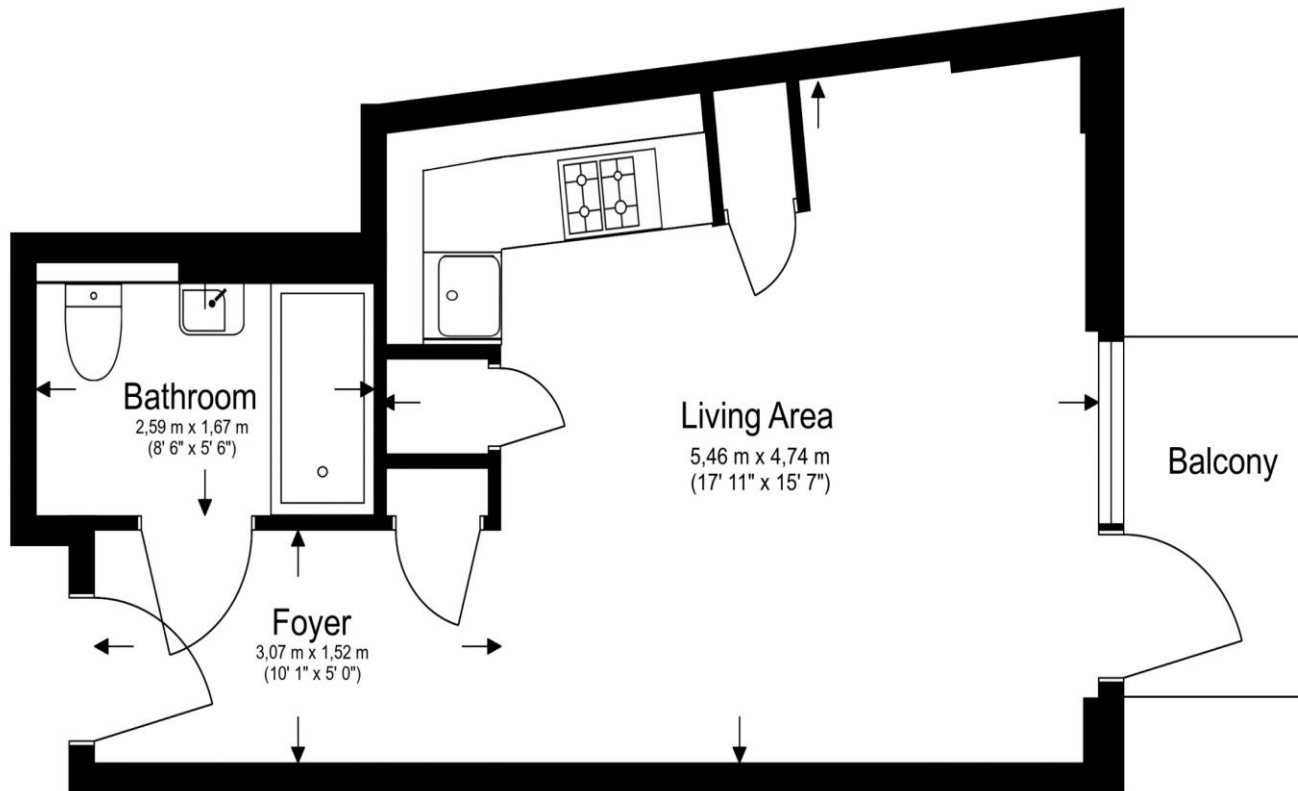 Bathroom
2,59 m x 1,67 m
(8' 6" x 5' 6")
Living Area
5,46 m x 4,74 m
(17' 11" x 15' 7")
Balcony
Foyer
3,07 m x 1,52 m
(10' 1" x 5' 0")